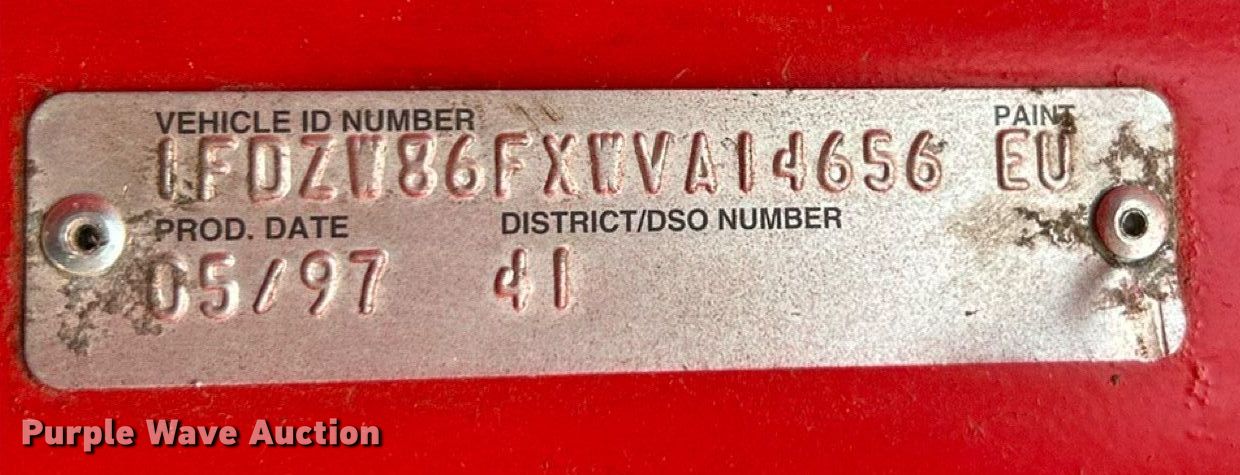 VEHICLE ID NUMBER PAINT
1FDZW86FXWVA14656 EU
PROD. DATE DISTRICT/DSO NUMBER
05/97 41
Purple Wave Auction